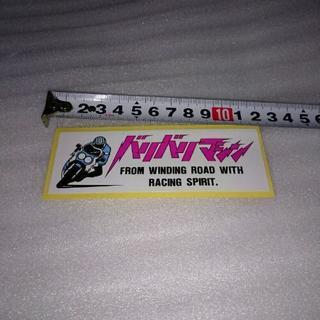 2 3 4 5 6 7 8 9 10 1 2 3 4 5 6
バリバリマシン
FROM WINDING ROAD WITH
RACING SPIRIT.